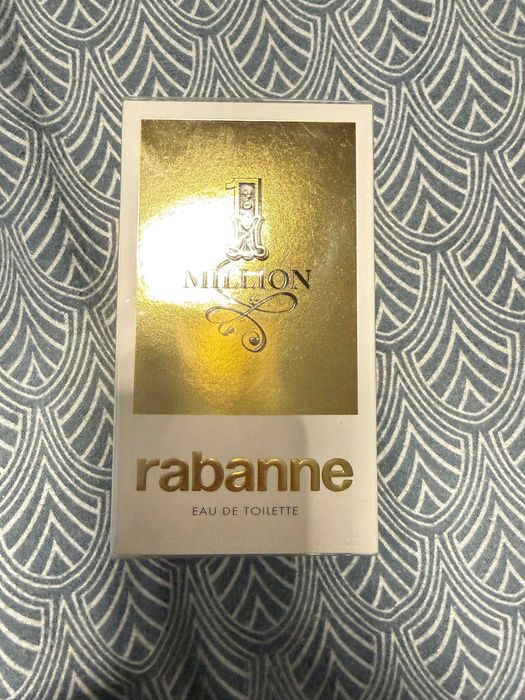 1
MILLION
rabanne
EAU DE TOILETTE